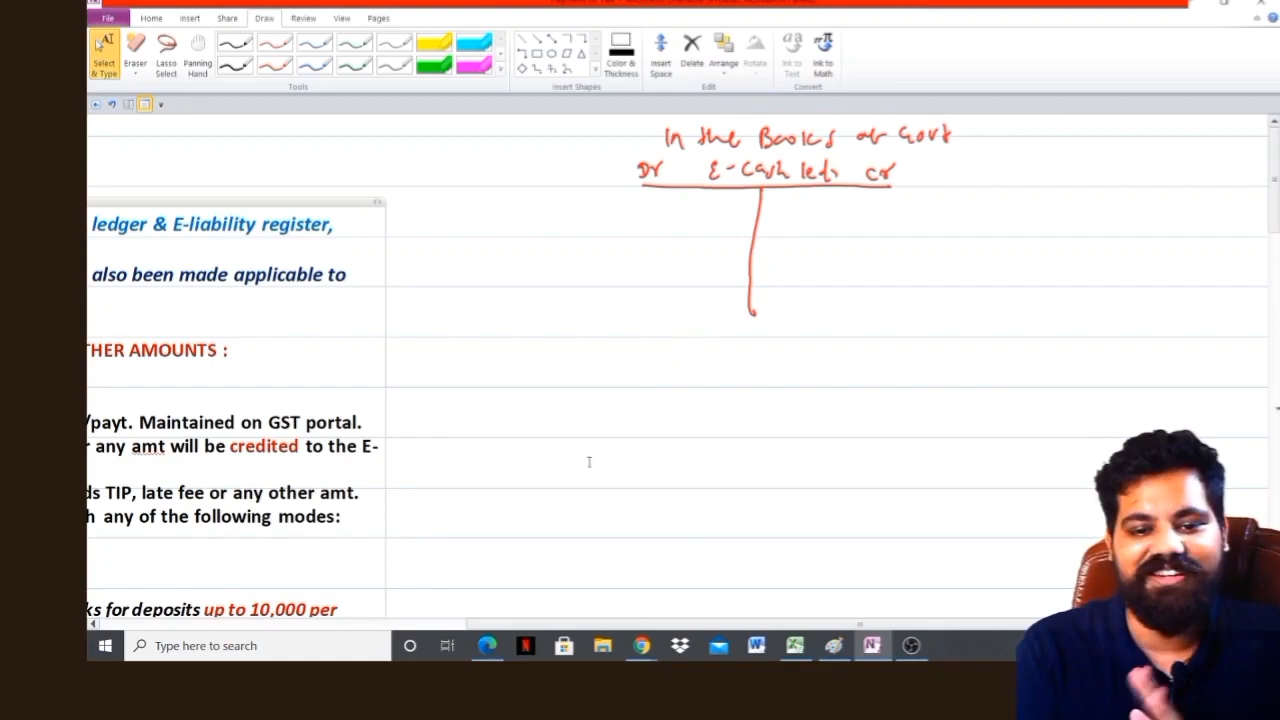 File Home Insert Share Draw Review View Pages
Select & Type
Eraser
Lasso Select
Panning Hand
Color & Thickness
Insert Space
Delete
Arrange
Rotate
Ink to Text
Ink to Math
Tools Insert Shapes Edit Convert
In the Books of Govt
Dr E-Cash led Cr
ledger & E-liability register,
also been made applicable to
THER AMOUNTS :
/payt. Maintained on GST portal.
any amt will be credited to the E-
ds TIP, late fee or any other amt.
h any of the following modes:
ks for deposits up to 10,000 per
Type here to search